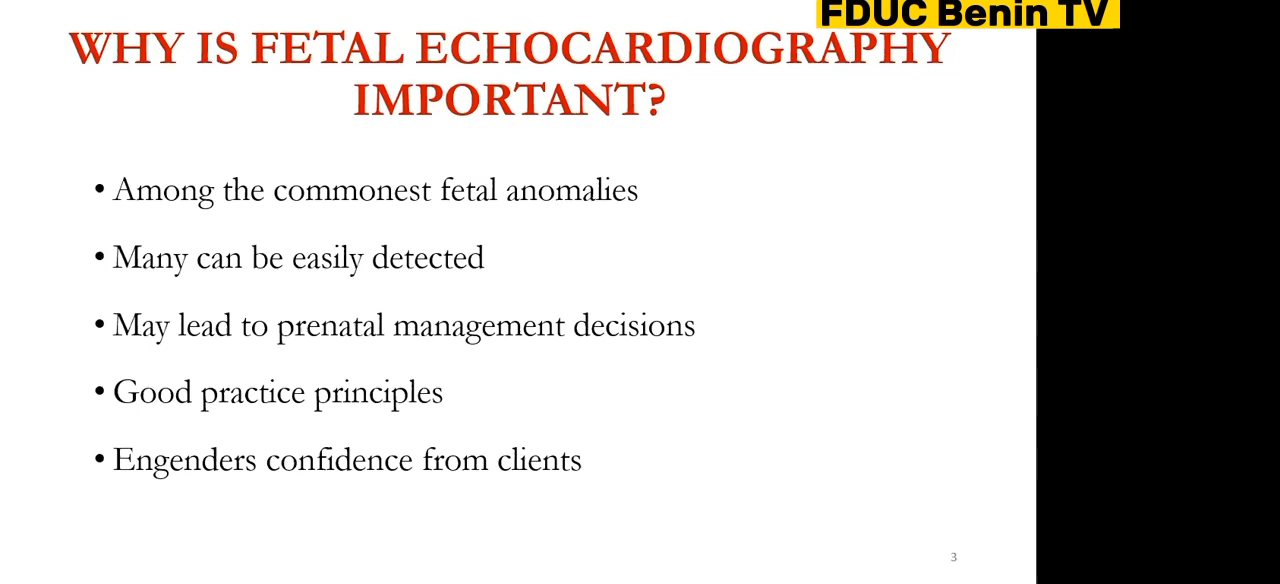 FDUC Benin TV
WHY IS FETAL ECHOCARDIOGRAPHY
IMPORTANT?
• Among the commonest fetal anomalies
• Many can be easily detected
• May lead to prenatal management decisions
• Good practice principles
• Engenders confidence from clients
3